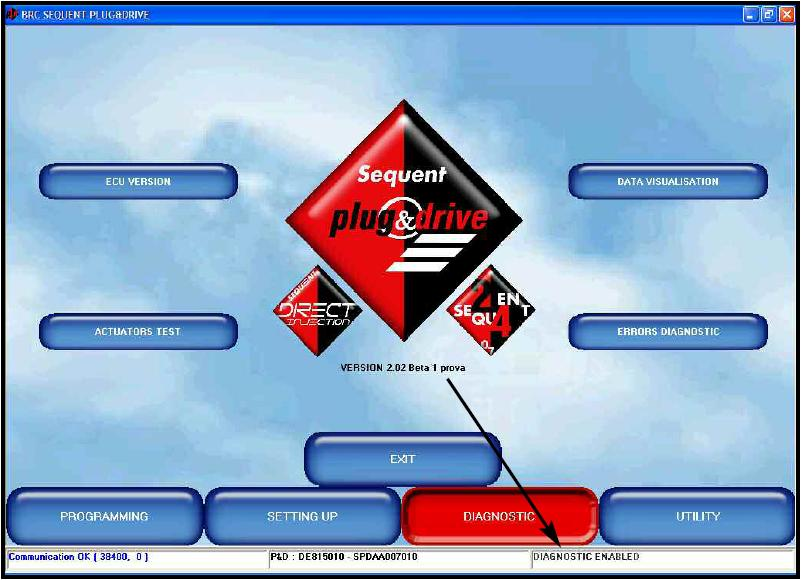 BRC SEQUENT PLUG&DRIVE
ECU VERSION
DATA VISUALISATION
Sequent
plug&drive
SEQUENT
DIRECT
INJECTION
SEQUENT
24
07
ACTUATORS TEST
ERRORS DIAGNOSTIC
VERSION 2.02 Beta 1 prova
EXIT
PROGRAMMING
SETTING UP
DIAGNOSTIC
UTILITY
Communication OK ( 38400, 0 )
P&D : DE815010 - SPDAA007010
DIAGNOSTIC ENABLED